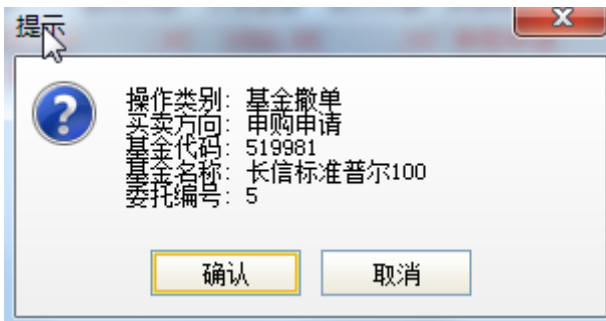 提示
操作类别: 基金撤单
买卖方向: 申购申请
基金代码: 519981
基金名称: 长信标准普尔100
委托编号: 5
确认
取消